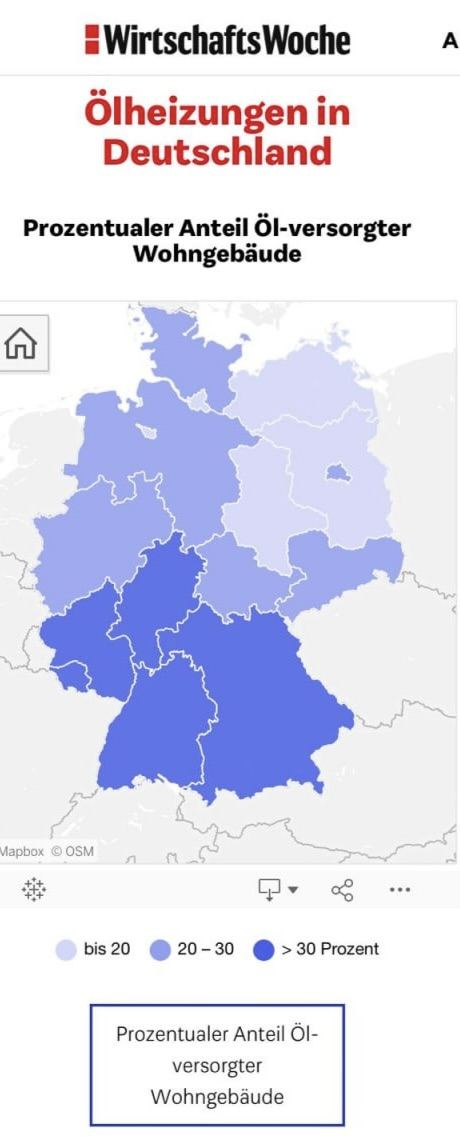 WirtschaftsWoche
A
Ölheizungen in
Deutschland
Prozentualer Anteil Öl-versorgter
Wohngebäude
Mapbox © OSM
bis 20
20 – 30
> 30 Prozent
Prozentualer Anteil Öl-
versorgter
Wohngebäude